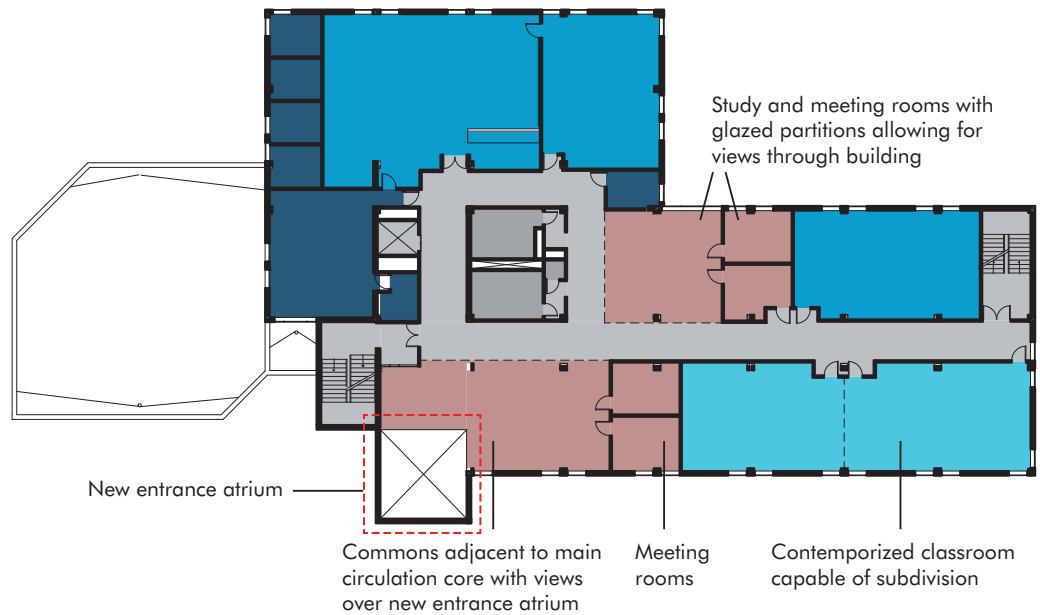 Study and meeting rooms with
glazed partitions allowing for
views through building
New entrance atrium
Commons adjacent to main
circulation core with views
over new entrance atrium
Meeting
rooms
Contemporized classroom
capable of subdivision